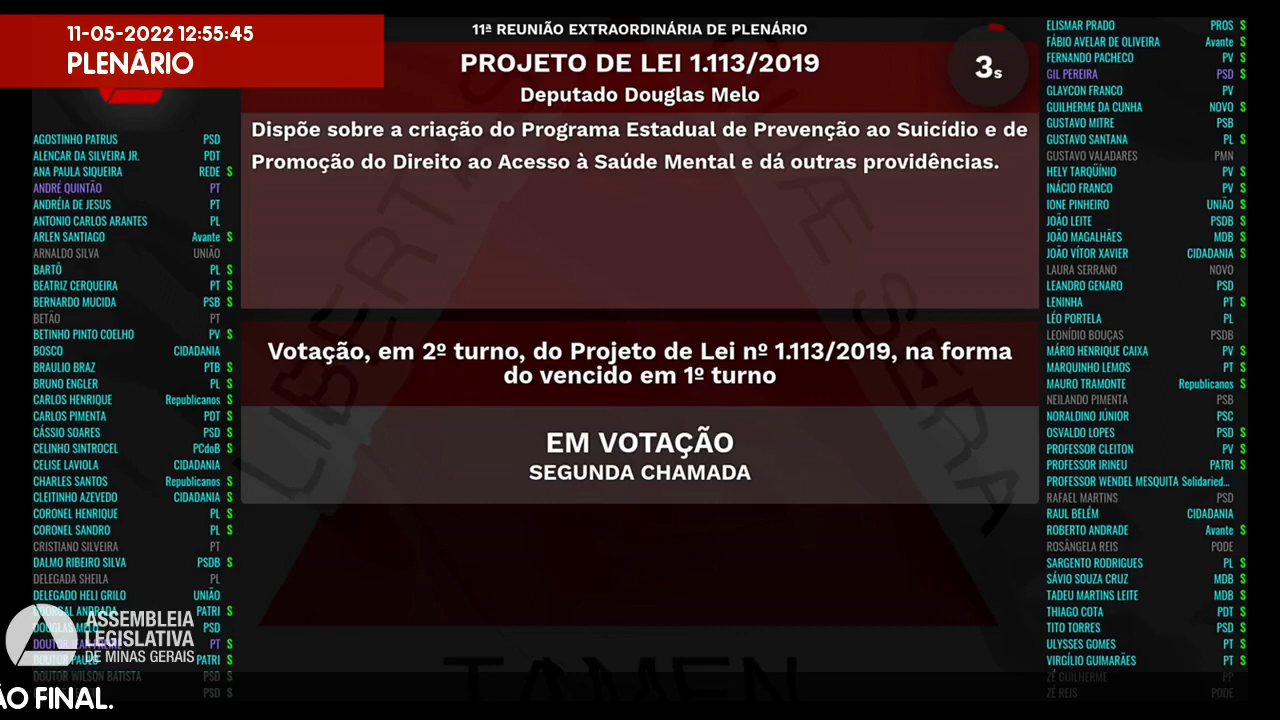 11-05-2022 12:55:45
PLENÁRIO
11ª REUNIÃO EXTRAORDINÁRIA DE PLENÁRIO
PROJETO DE LEI 1.113/2019
Deputado Douglas Melo
3s
Dispõe sobre a criação do Programa Estadual de Prevenção ao Suicídio e de
Promoção do Direito ao Acesso à Saúde Mental e dá outras providências.
Votação, em 2º turno, do Projeto de Lei nº 1.113/2019, na forma
do vencido em 1º turno
EM VOTAÇÃO
SEGUNDA CHAMADA
AGOSTINHO PATRUS PSD
ALENCAR DA SILVEIRA JR. PDT
ANA PAULA SIQUEIRA REDE S
ANDRÉ QUINTÃO PT
ANDRÉIA DE JESUS PT
ANTONIO CARLOS ARANTES PL
ARLEN SANTIAGO Avante S
ARNALDO SILVA UNIÃO
BARTÔ PL S
BEATRIZ CERQUEIRA PT S
BERNARDO MUCIDA PSB S
BETÃO PT
BETINHO PINTO COELHO PV S
BOSCO CIDADANIA
BRAULIO BRAZ PTB S
BRUNO ENGLER PL S
CARLOS HENRIQUE Republicanos S
CARLOS PIMENTA PDT S
CÁSSIO SOARES PSD S
CELINHO SINTROCEL PCdoB S
CELISE LAVIOLA CIDADANIA
CHARLES SANTOS Republicanos S
CLEITINHO AZEVEDO CIDADANIA S
CORONEL HENRIQUE PL S
CORONEL SANDRO PL S
CRISTIANO SILVEIRA PT
DALMO RIBEIRO SILVA PSDB S
DELEGADA SHEILA PL
DELEGADO HELI GRILO UNIÃO
DOORGAL ANDRADA PATRI S
DOUGLAS MELO PSD
DOUTOR JEAN FREIRE PT S
DOUTOR PAULO PATRI S
DOUTOR WILSON BATISTA PSD
PSD S
ELISMAR PRADO PROS S
FÁBIO AVELAR DE OLIVEIRA Avante S
FERNANDO PACHECO PV S
GIL PEREIRA PSD S
GLAYCON FRANCO PV
GUILHERME DA CUNHA NOVO S
GUSTAVO MITRE PSB
GUSTAVO SANTANA PL S
GUSTAVO VALADARES PMN
HELY TARQÜÍNIO PV S
INÁCIO FRANCO PV S
IONE PINHEIRO UNIÃO S
JOÃO LEITE PSDB S
JOÃO MAGALHÃES MDB S
JOÃO VÍTOR XAVIER CIDADANIA S
LAURA SERRANO NOVO
LEANDRO GENARO PSD
LENINHA PT S
LÉO PORTELA PL
LEONÍDIO BOUÇAS PSDB
MÁRIO HENRIQUE CAIXA PV S
MARQUINHO LEMOS PT S
MAURO TRAMONTE Republicanos S
NEILANDO PIMENTA PSB
NORALDINO JÚNIOR PSC
OSVALDO LOPES PSD S
PROFESSOR CLEITON PV S
PROFESSOR IRINEU PATRI S
PROFESSOR WENDEL MESQUITA Solidaried...
RAFAEL MARTINS PSD
RAUL BELÉM CIDADANIA
ROBERTO ANDRADE Avante S
ROSÂNGELA REIS PODE
SARGENTO RODRIGUES PL S
SÁVIO SOUZA CRUZ MDB S
TADEU MARTINS LEITE MDB S
THIAGO COTA PDT S
TITO TORRES PSD S
ULYSSES GOMES PT S
VIRGÍLIO GUIMARÃES PT S
ZÉ GUILHERME PP
ZÉ REIS PODE
ASSEMBLEIA
LEGISLATIVA
DE MINAS GERAIS
ÃO FINAL.